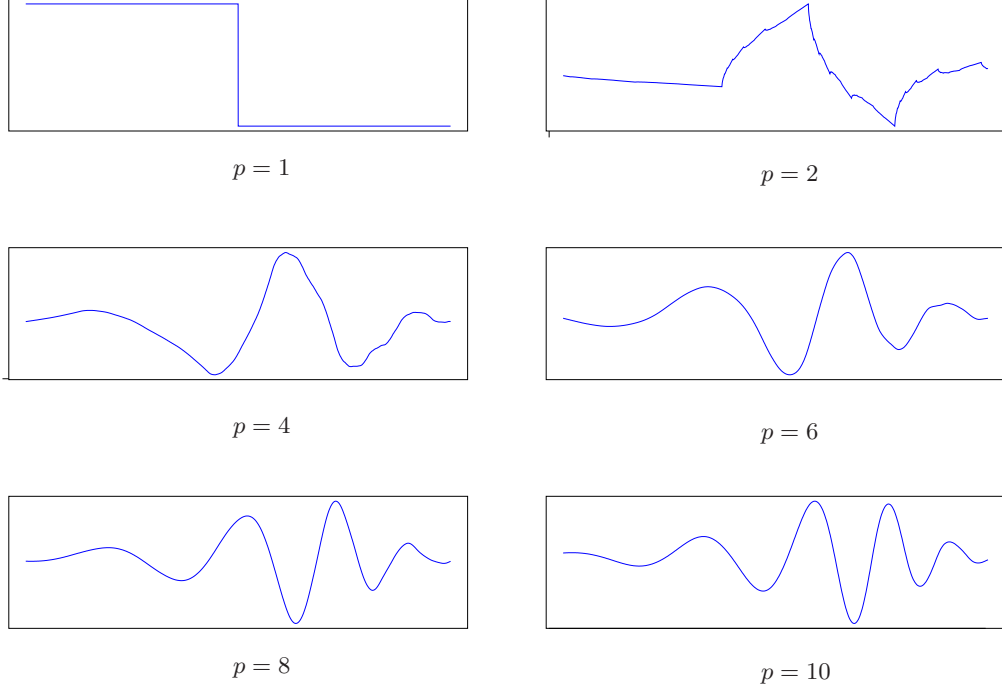 p = 1
p = 2
p = 4
p = 6
p = 8
p = 10